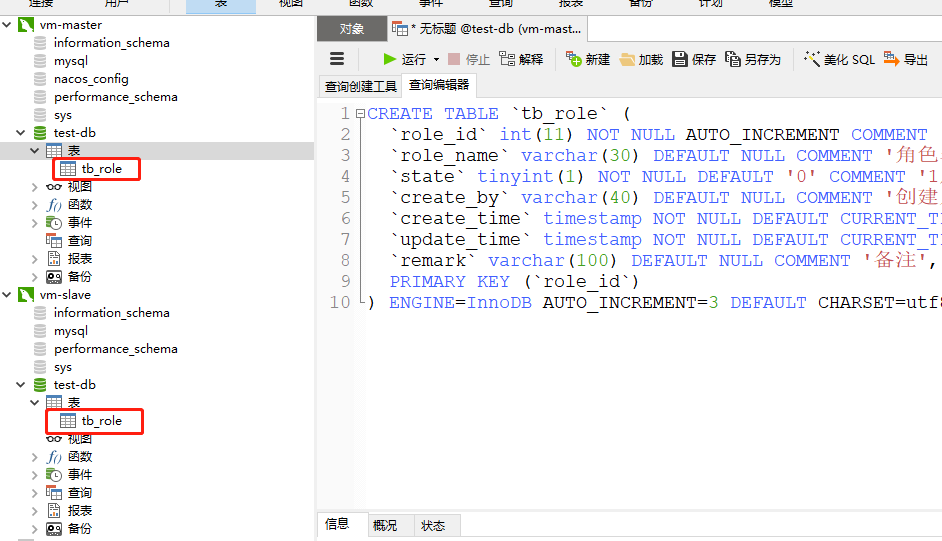 连接 用户 表 视图 函数 事件 查询 报表 备份 计划 模型
vm-master
information_schema
mysql
nacos_config
performance_schema
sys
test-db
表
tb_role
视图
函数
事件
查询
报表
备份
vm-slave
information_schema
mysql
performance_schema
sys
test-db
表
tb_role
视图
函数
事件
查询
报表
备份
对象 * 无标题 @test-db (vm-mast...
运行 停止 解释 新建 加载 保存 另存为 美化 SQL 导出
查询创建工具 查询编辑器
1 CREATE TABLE `tb_role` (
2 `role_id` int(11) NOT NULL AUTO_INCREMENT COMMENT
3 `role_name` varchar(30) DEFAULT NULL COMMENT '角色
4 `state` tinyint(1) NOT NULL DEFAULT '0' COMMENT '1
5 `create_by` varchar(40) DEFAULT NULL COMMENT '创建
6 `create_time` timestamp NOT NULL DEFAULT CURRENT_TI
7 `update_time` timestamp NOT NULL DEFAULT CURRENT_TI
8 `remark` varchar(100) DEFAULT NULL COMMENT '备注',
9 PRIMARY KEY (`role_id`)
10 ) ENGINE=InnoDB AUTO_INCREMENT=3 DEFAULT CHARSET=utf8
信息 概况 状态